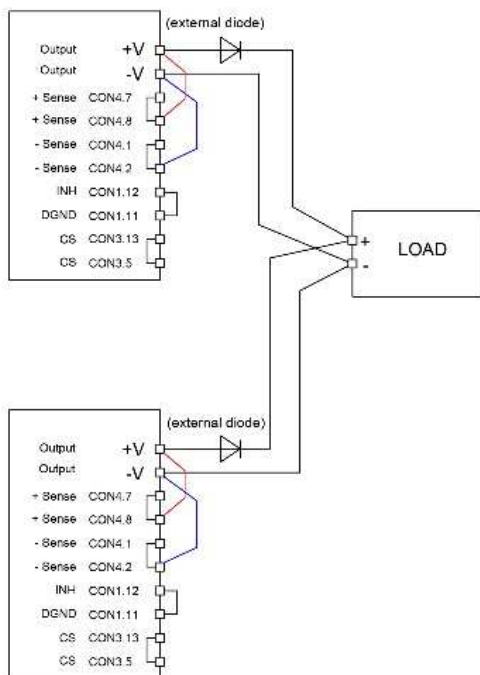 (external diode)
Output +V
Output -V
+ Sense CON4.7
+ Sense CON4.8
- Sense CON4.1
- Sense CON4.2
INH CON1.12
DGND CON1.11
CS CON3.13
CS CON3.5
+ LOAD
-
(external diode)
Output +V
Output -V
+ Sense CON4.7
+ Sense CON4.8
- Sense CON4.1
- Sense CON4.2
INH CON1.12
DGND CON1.11
CS CON3.13
CS CON3.5